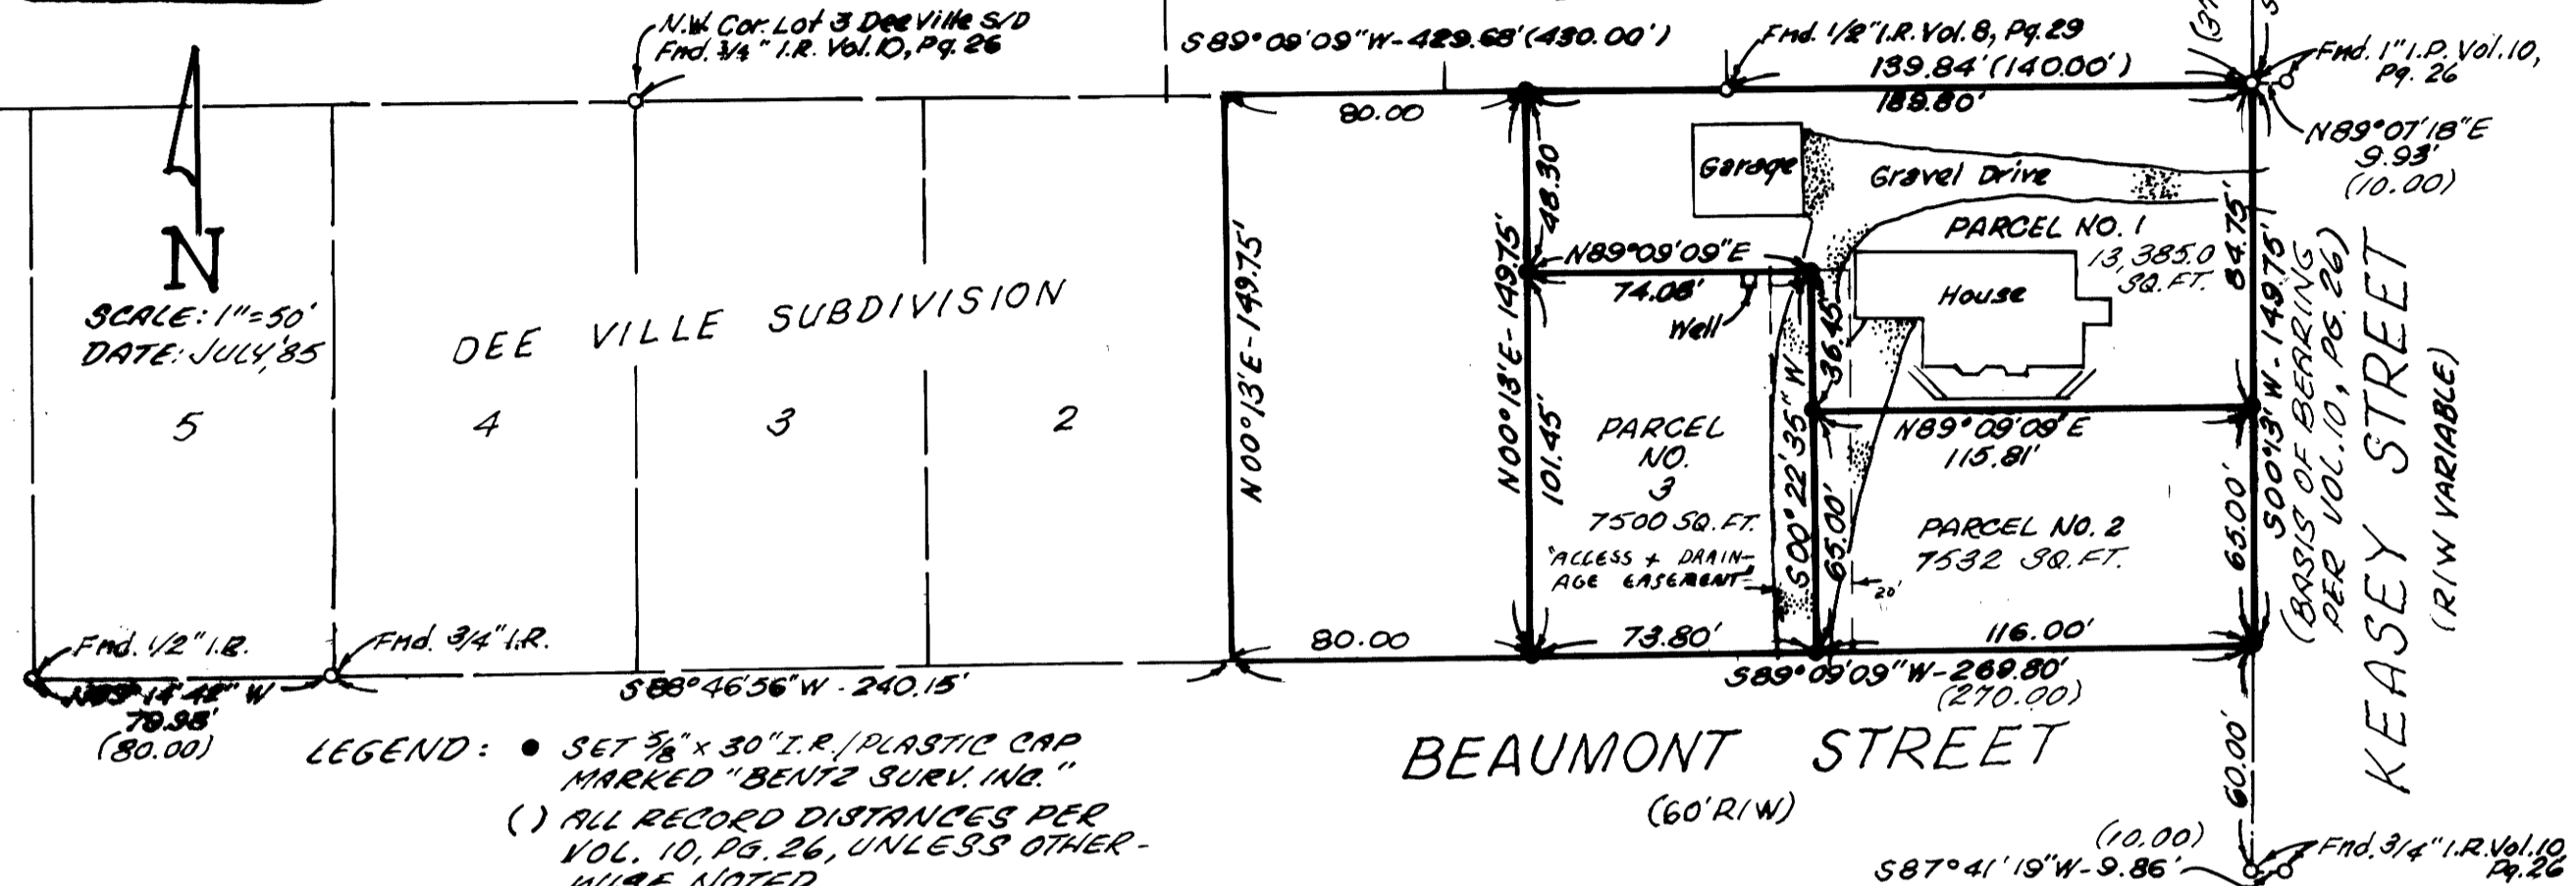 N.W. Cor. Lot 3 Dee Ville S/D
Fnd. 3/4" I.R. Vol.10, Pg.26
S89°09'09"W-429.68'(430.00')
Fnd. 1/2" I.R. Vol.8, Pg.29
139.84'(140.00')
189.80'
Fnd. 1" I.P. Vol.10,
Pg. 26
N89°07'18"E
9.93'
(10.00)
80.00
48.30
Garage
Gravel Drive
PARCEL NO. 1
13,385.0
SQ.FT.
84.75'
N
SCALE: 1"=50'
DATE: JULY,'85
DEE VILLE SUBDIVISION
5
4
3
2
N00°13'E-149.75'
N00°13'E-149.75'
101.45'
N89°09'09"E
74.08'
Well
House
36.45'
S00°22'35"W
65.00'
PARCEL
NO.
3
7500 SQ.FT.
"ACCESS + DRAIN-
AGE EASEMENT"
20'
N89°09'09"E
115.81'
PARCEL NO. 2
7532 SQ.FT.
65.00'
S00°13'W-149.75'
(BASIS OF BEARING
PER VOL.10, PG.26)
KEASEY STREET
(R/W VARIABLE)
Fnd. 1/2" I.R.
Fnd. 3/4" I.R.
80.00
73.80'
116.00'
S89°09'09"W-269.80'
(270.00)
N89°14'42"W
79.98'
(80.00)
S88°46'56"W-240.15'
LEGEND: ● SET 5/8" x 30" I.R./PLASTIC CAP
MARKED "BENTZ SURV. INC."
( ) ALL RECORD DISTANCES PER
VOL. 10, PG. 26, UNLESS OTHER-
WISE NOTED
BEAUMONT STREET
(60' R/W)
60.00'
(10.00)
S87°41'19"W-9.86'
Fnd. 3/4" I.R. Vol.10,
Pg.26